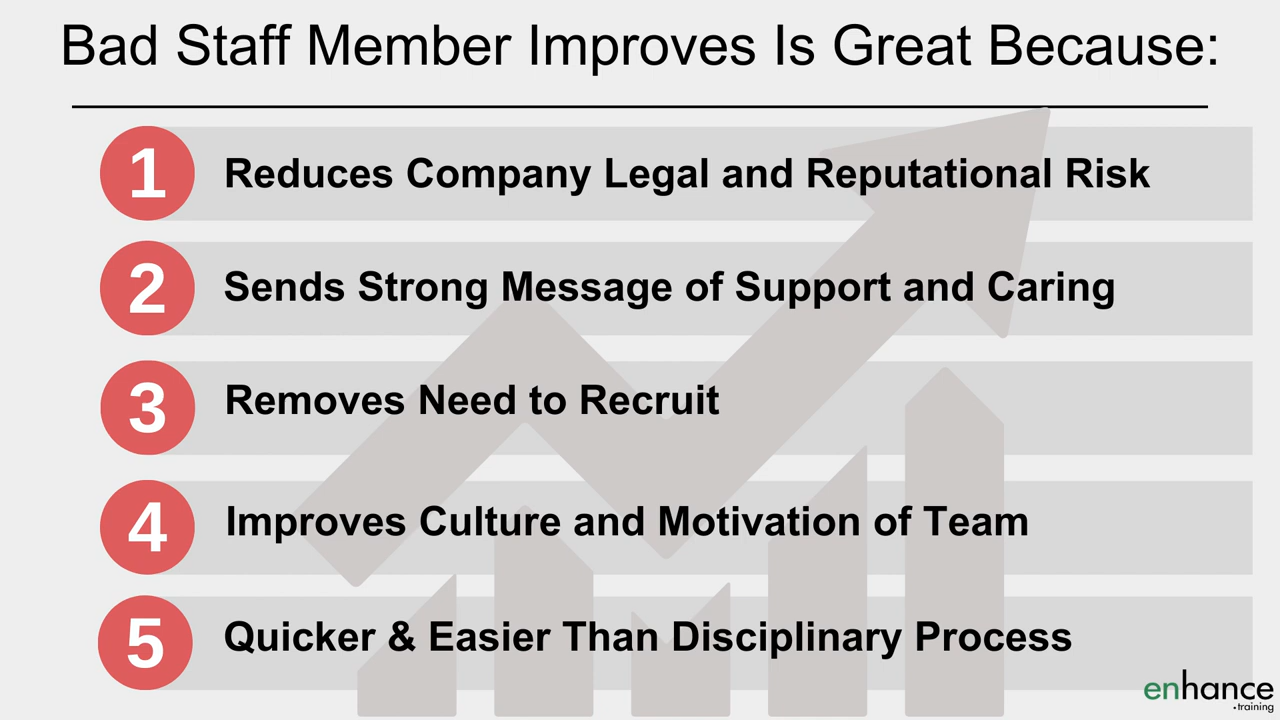 Bad Staff Member Improves Is Great Because:
1 Reduces Company Legal and Reputational Risk
2 Sends Strong Message of Support and Caring
3 Removes Need to Recruit
4 Improves Culture and Motivation of Team
5 Quicker & Easier Than Disciplinary Process
enhance
.training